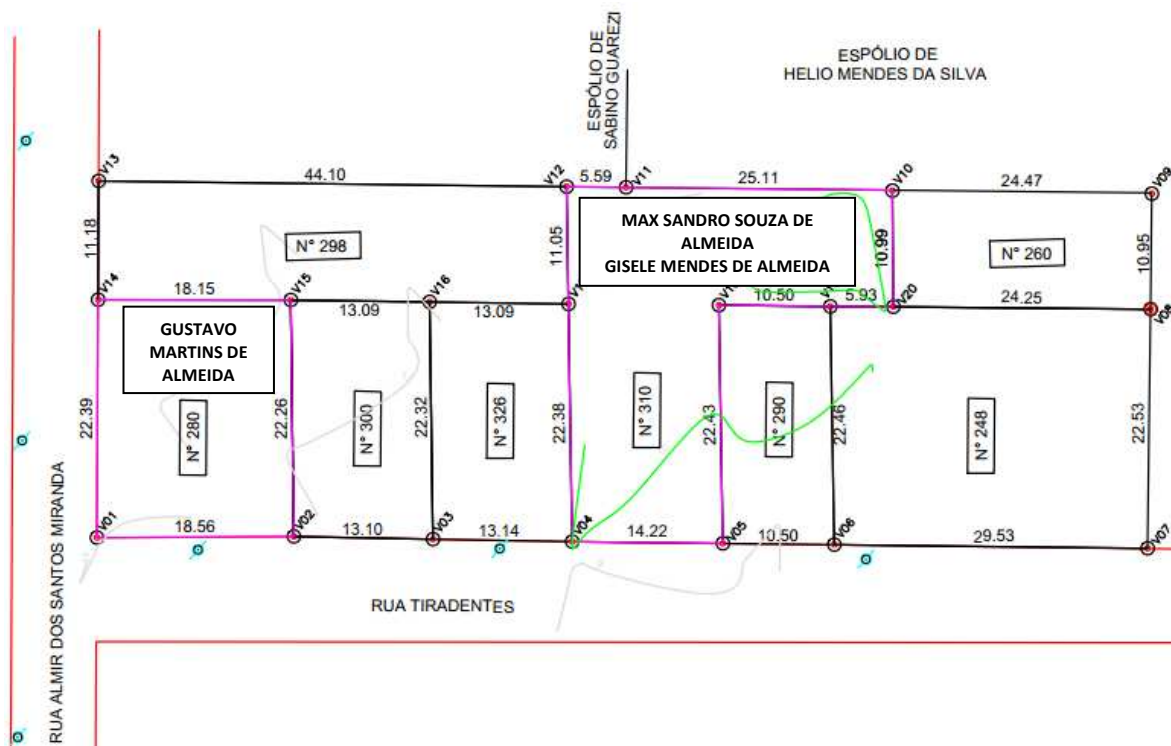 ESPÓLIO DE
SABINO GUAREZI
ESPÓLIO DE
HELIO MENDES DA SILVA
V13
44.10
V12
5.59
V11
25.11
V10
24.47
V09
11.18
N° 298
11.05
MAX SANDRO SOUZA DE
ALMEIDA
GISELE MENDES DE ALMEIDA
10.99
N° 260
10.95
V14
18.15
V15
13.09
V16
13.09
10.50
5.93
V20
24.25
V08
GUSTAVO
MARTINS DE
ALMEIDA
22.39
N° 280
22.26
N° 300
22.32
N° 326
22.38
N° 310
22.43
N° 290
22.46
N° 248
22.53
V01
18.56
V02
13.10
V03
13.14
V04
14.22
V05
10.50
V06
29.53
V07
RUA TIRADENTES
RUA ALMIR DOS SANTOS MIRANDA